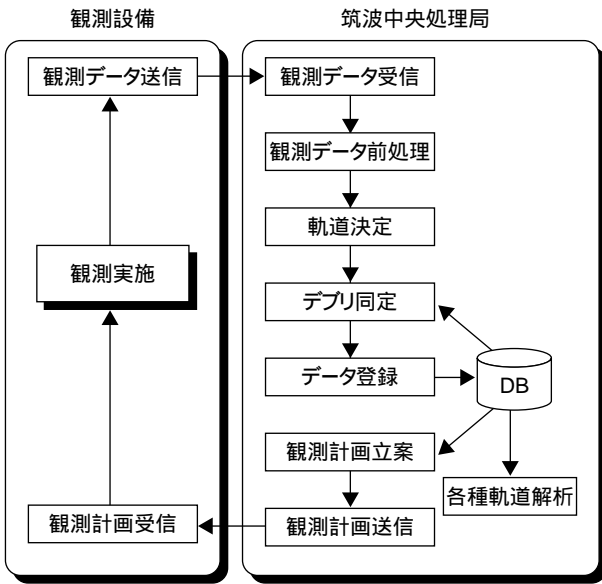 観測設備
筑波中央処理局
観測データ送信
観測データ受信
観測データ前処理
軌道決定
観測実施
デブリ同定
データ登録
DB
観測計画立案
各種軌道解析
観測計画受信
観測計画送信